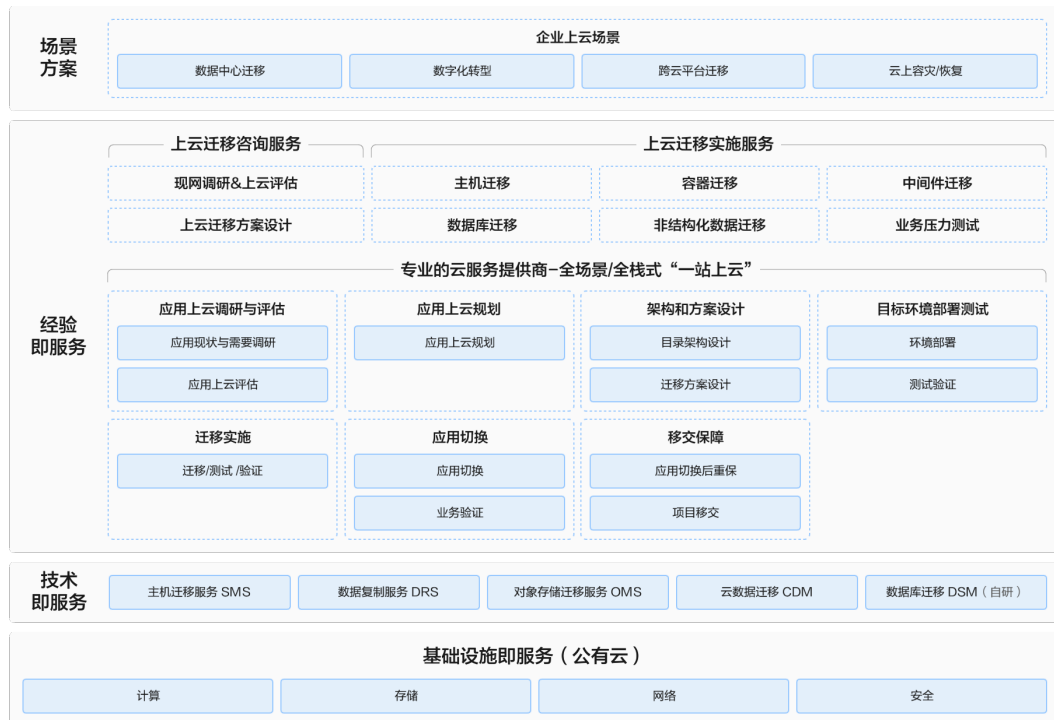 场景
方案
企业上云场景
数据中心迁移
数字化转型
跨云平台迁移
云上容灾/恢复
经验
即服务
上云迁移咨询服务
上云迁移实施服务
现网调研&上云评估
主机迁移
容器迁移
中间件迁移
上云迁移方案设计
数据库迁移
非结构化数据迁移
业务压力测试
专业的云服务提供商-全场景/全栈式“一站上云”
应用上云调研与评估
应用现状与需要调研
应用上云评估
应用上云规划
应用上云规划
架构和方案设计
目录架构设计
迁移方案设计
目标环境部署测试
环境部署
测试验证
迁移实施
迁移/测试 /验证
应用切换
应用切换
业务验证
移交保障
应用切换后重保
项目移交
技术
即服务
主机迁移服务 SMS
数据复制服务 DRS
对象存储迁移服务 OMS
云数据迁移 CDM
数据库迁移 DSM（自研）
基础设施即服务（公有云）
计算
存储
网络
安全